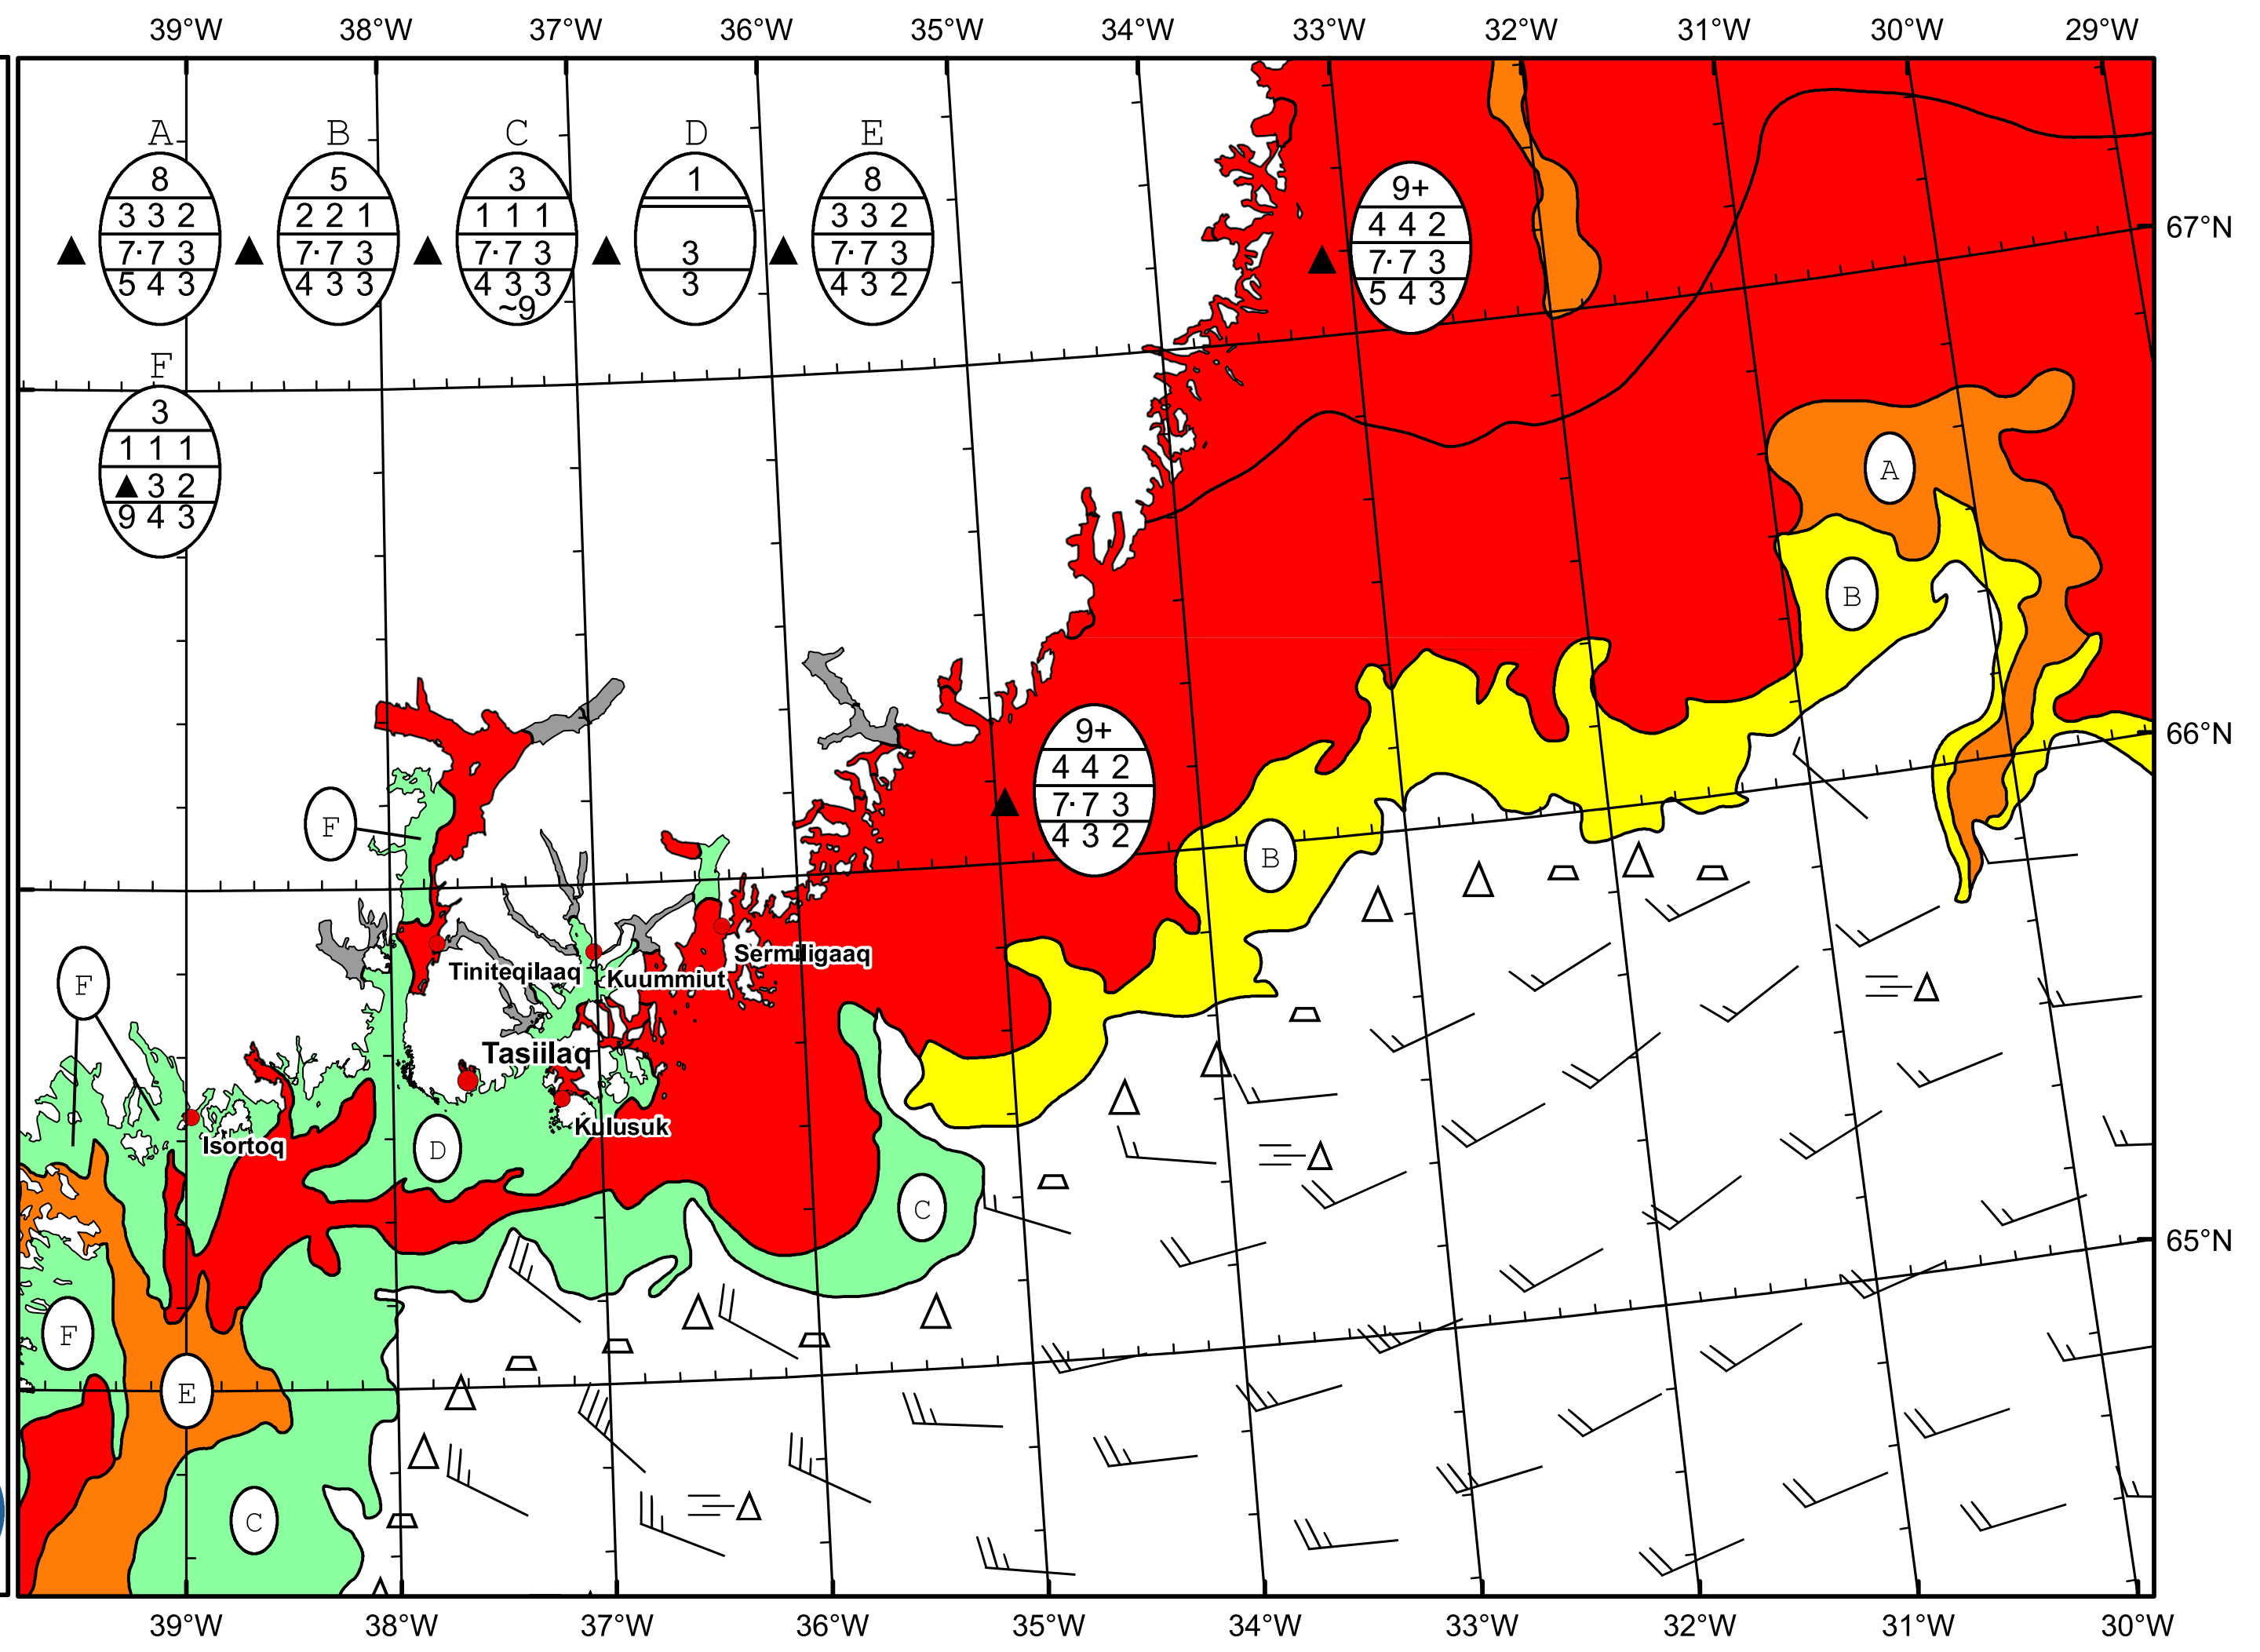 39°W 38°W 37°W 36°W 35°W 34°W 33°W 32°W 31°W 30°W 29°W
A B C D E
8 5 3 1 8 9+
3 3 2 2 2 1 1 1 1 3 3 2 4 4 2
7·7 3 7·7 3 7·7 3 3 7·7 3 7·7 3
5 4 3 4 3 3 4 3 3 3 4 3 2 5 4 3
~9
67°N
F
3
1 1 1
▲ 3 2
9 4 3
A
B
66°N
9+
4 4 2
7·7 3
4 3 2
F
B
Sermiligaaq
Tiniteqilaaq
Kuummiut
F
Tasiilaq
Kulusuk
Isortoq
D
C
65°N
F
E
C
39°W 38°W 37°W 36°W 35°W 34°W 33°W 32°W 31°W 30°W